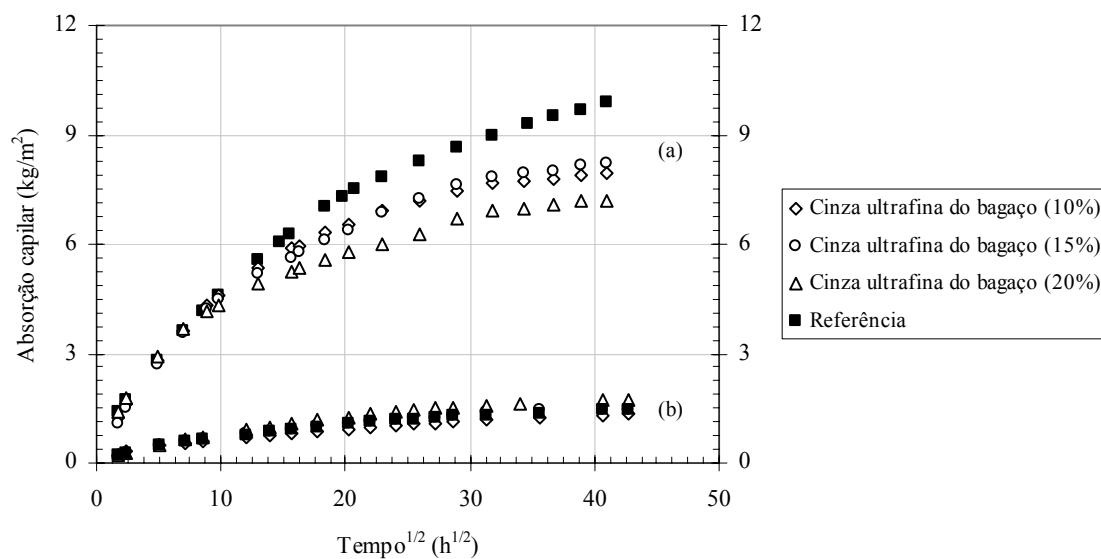 12
9
6
3
0
Absorção capilar (kg/m²)
12
9
6
3
0
(a)
(b)
0 10 20 30 40 50
Tempo^1/2 (h^1/2)
Cinza ultrafina do bagaço (10%)
Cinza ultrafina do bagaço (15%)
Cinza ultrafina do bagaço (20%)
Referência